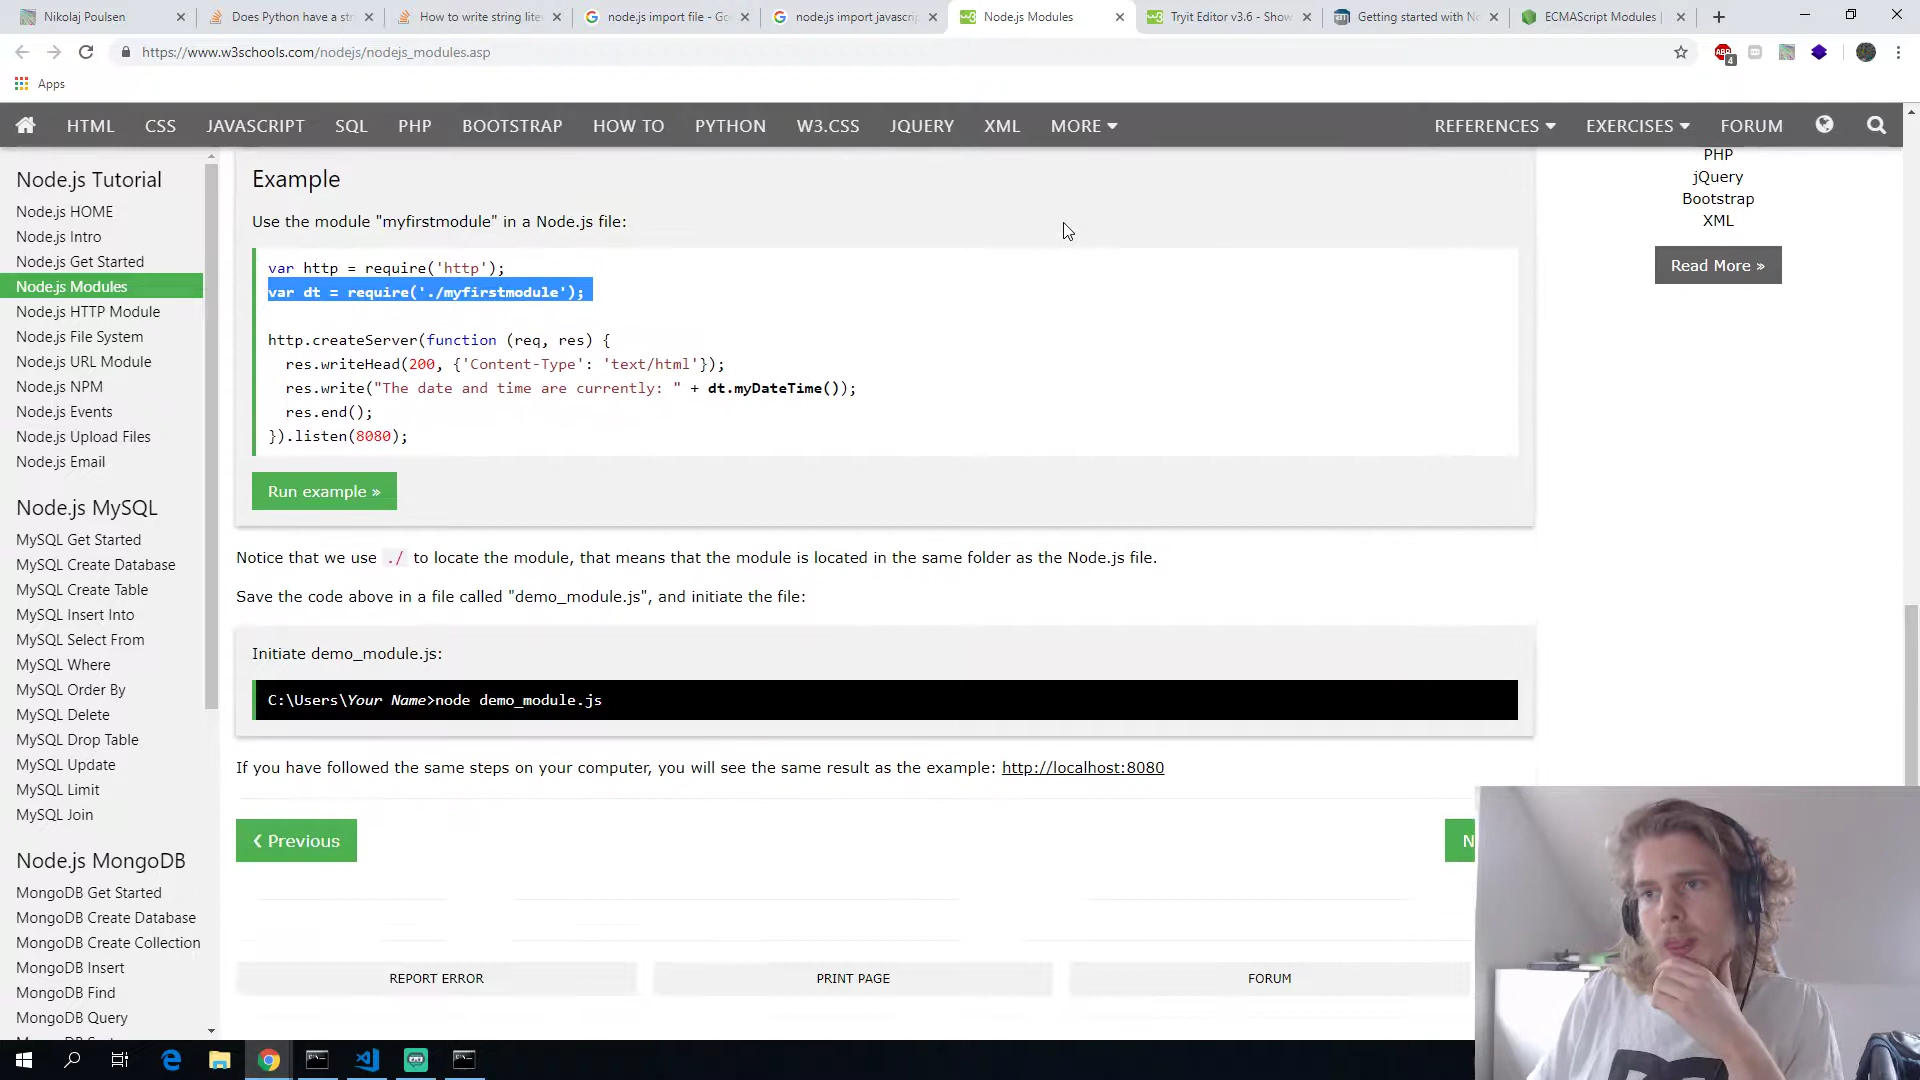 Nikolaj Poulsen
Does Python have a str
How to write string lite
node.js import file - Go
node.js import javascrip
Node.js Modules
Tryit Editor v3.6 - Show
Getting started with No
ECMAScript Modules
https://www.w3schools.com/nodejs/nodejs_modules.asp
ABP
4
Apps
HTML
CSS
JAVASCRIPT
SQL
PHP
BOOTSTRAP
HOW TO
PYTHON
W3.CSS
JQUERY
XML
MORE
REFERENCES
EXERCISES
FORUM
Node.js Tutorial
Node.js HOME
Node.js Intro
Node.js Get Started
Node.js Modules
Node.js HTTP Module
Node.js File System
Node.js URL Module
Node.js NPM
Node.js Events
Node.js Upload Files
Node.js Email
Node.js MySQL
MySQL Get Started
MySQL Create Database
MySQL Create Table
MySQL Insert Into
MySQL Select From
MySQL Where
MySQL Order By
MySQL Delete
MySQL Drop Table
MySQL Update
MySQL Limit
MySQL Join
Node.js MongoDB
MongoDB Get Started
MongoDB Create Database
MongoDB Create Collection
MongoDB Insert
MongoDB Find
MongoDB Query
Example
Use the module "myfirstmodule" in a Node.js file:
var http = require('http');
var dt = require('./myfirstmodule');
http.createServer(function (req, res) {
res.writeHead(200, {'Content-Type': 'text/html'});
res.write("The date and time are currently: " + dt.myDateTime());
res.end();
}).listen(8080);
Run example »
Notice that we use ./ to locate the module, that means that the module is located in the same folder as the Node.js file.
Save the code above in a file called "demo_module.js", and initiate the file:
Initiate demo_module.js:
C:\Users\Your Name>node demo_module.js
If you have followed the same steps on your computer, you will see the same result as the example: http://localhost:8080
❮ Previous
N
REPORT ERROR
PRINT PAGE
FORUM
PHP
jQuery
Bootstrap
XML
Read More »